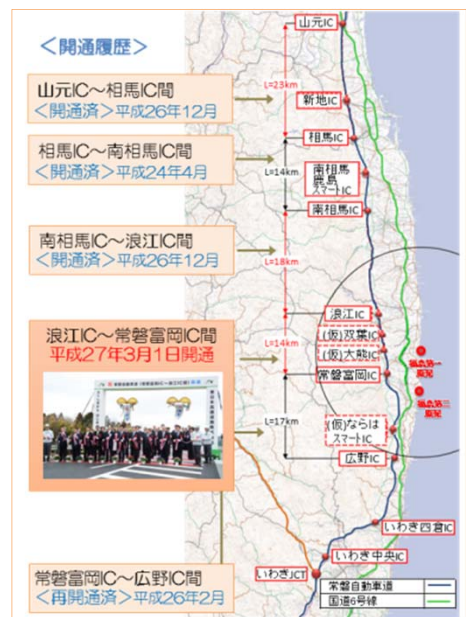 ＜開通履歴＞
山元IC～相馬IC間
＜開通済＞平成26年12月
相馬IC～南相馬IC間
＜開通済＞平成24年4月
南相馬IC～浪江IC間
＜開通済＞平成26年12月
浪江IC～常磐富岡IC間
平成27年3月1日開通
常磐富岡IC～広野IC間
＜再開通済＞平成26年2月
山元IC
L=23km
新地IC
相馬IC
L=14km
南相馬
鹿島
スマートIC
南相馬IC
L=18km
浪江IC
(仮)双葉IC
L=14km
(仮)大熊IC
常磐富岡IC
福島第一
原発
福島第二
原発
L=17km
(仮)ならは
スマートIC
広野IC
いわき四倉IC
いわき中央IC
いわきJCT
常磐自動車道
国道6号線